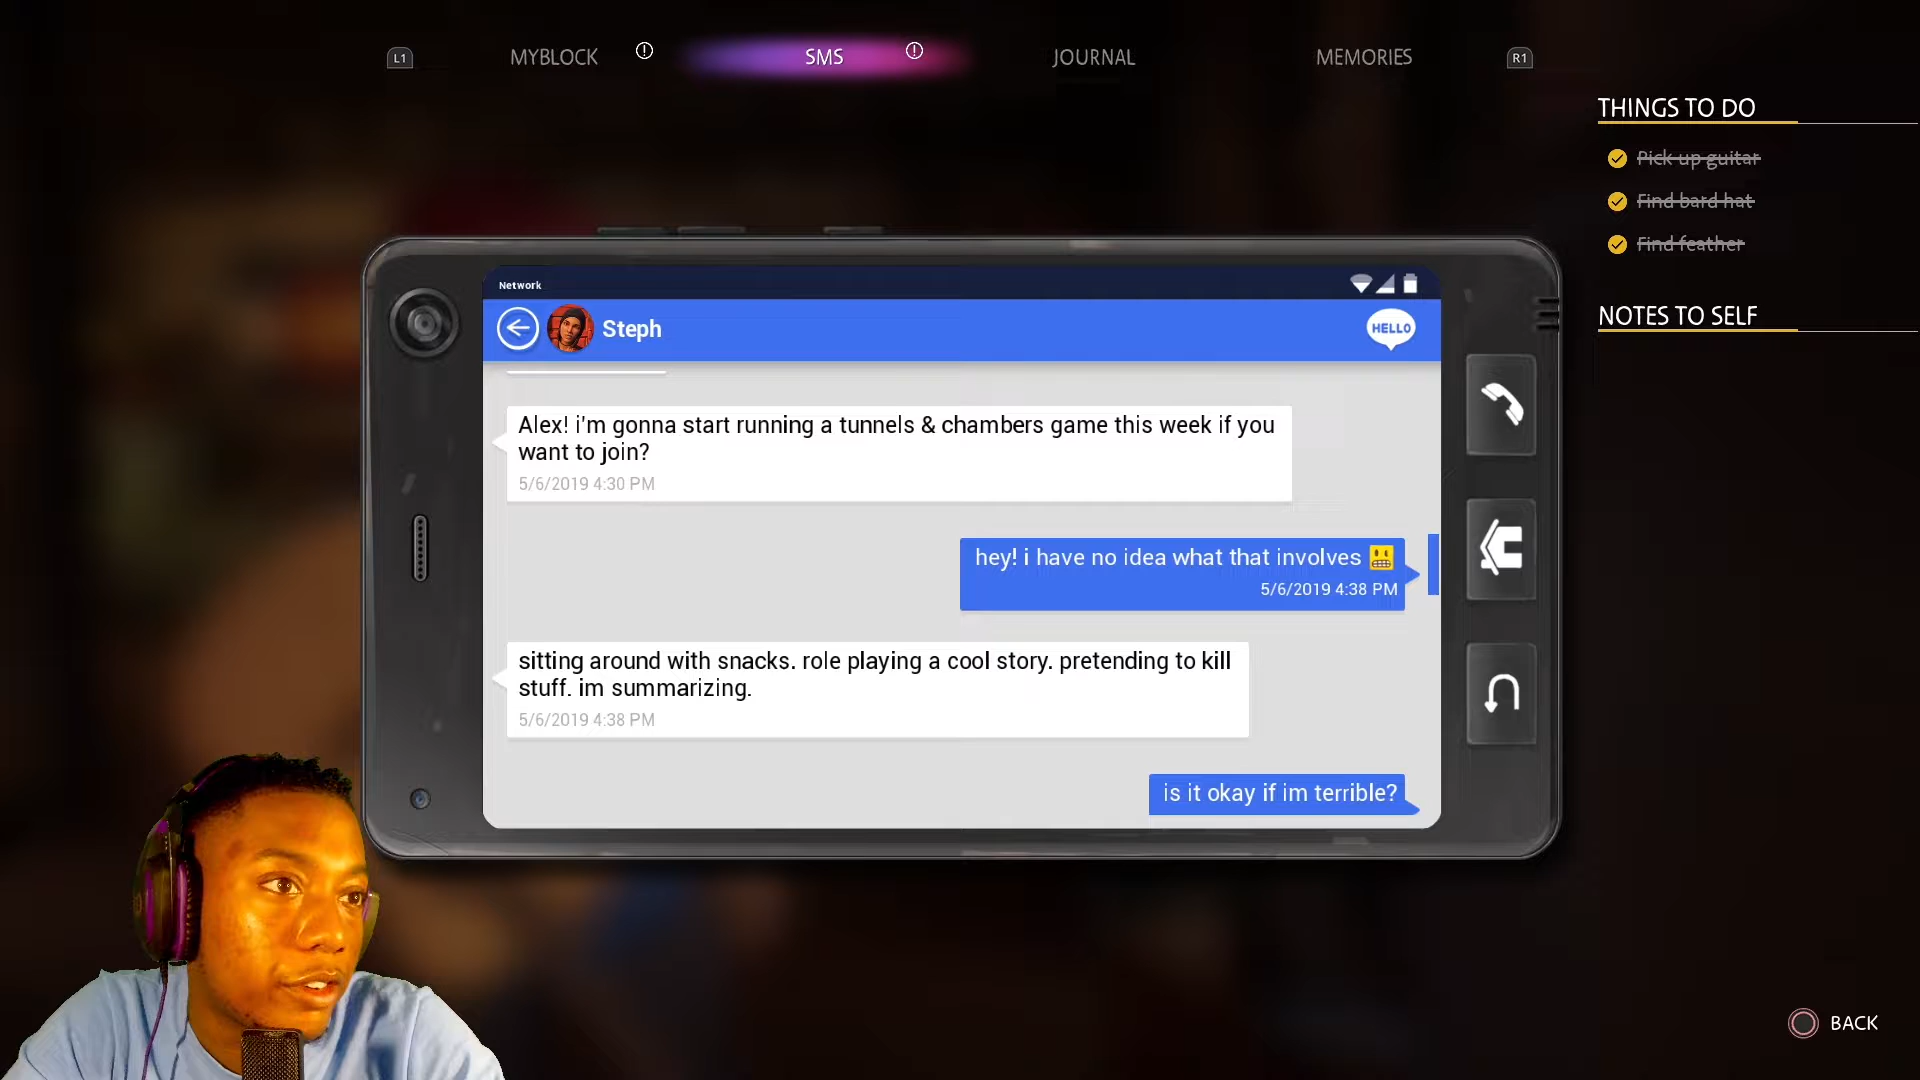 L1
MYBLOCK
SMS
JOURNAL
MEMORIES
R1
THINGS TO DO
Pick up guitar
Find bard hat
Find feather
NOTES TO SELF
Network
Steph
HELLO
Alex! i'm gonna start running a tunnels & chambers game this week if you
want to join?
5/6/2019 4:30 PM
hey! i have no idea what that involves
5/6/2019 4:38 PM
sitting around with snacks. role playing a cool story. pretending to kill
stuff. im summarizing.
5/6/2019 4:38 PM
is it okay if im terrible?
BACK